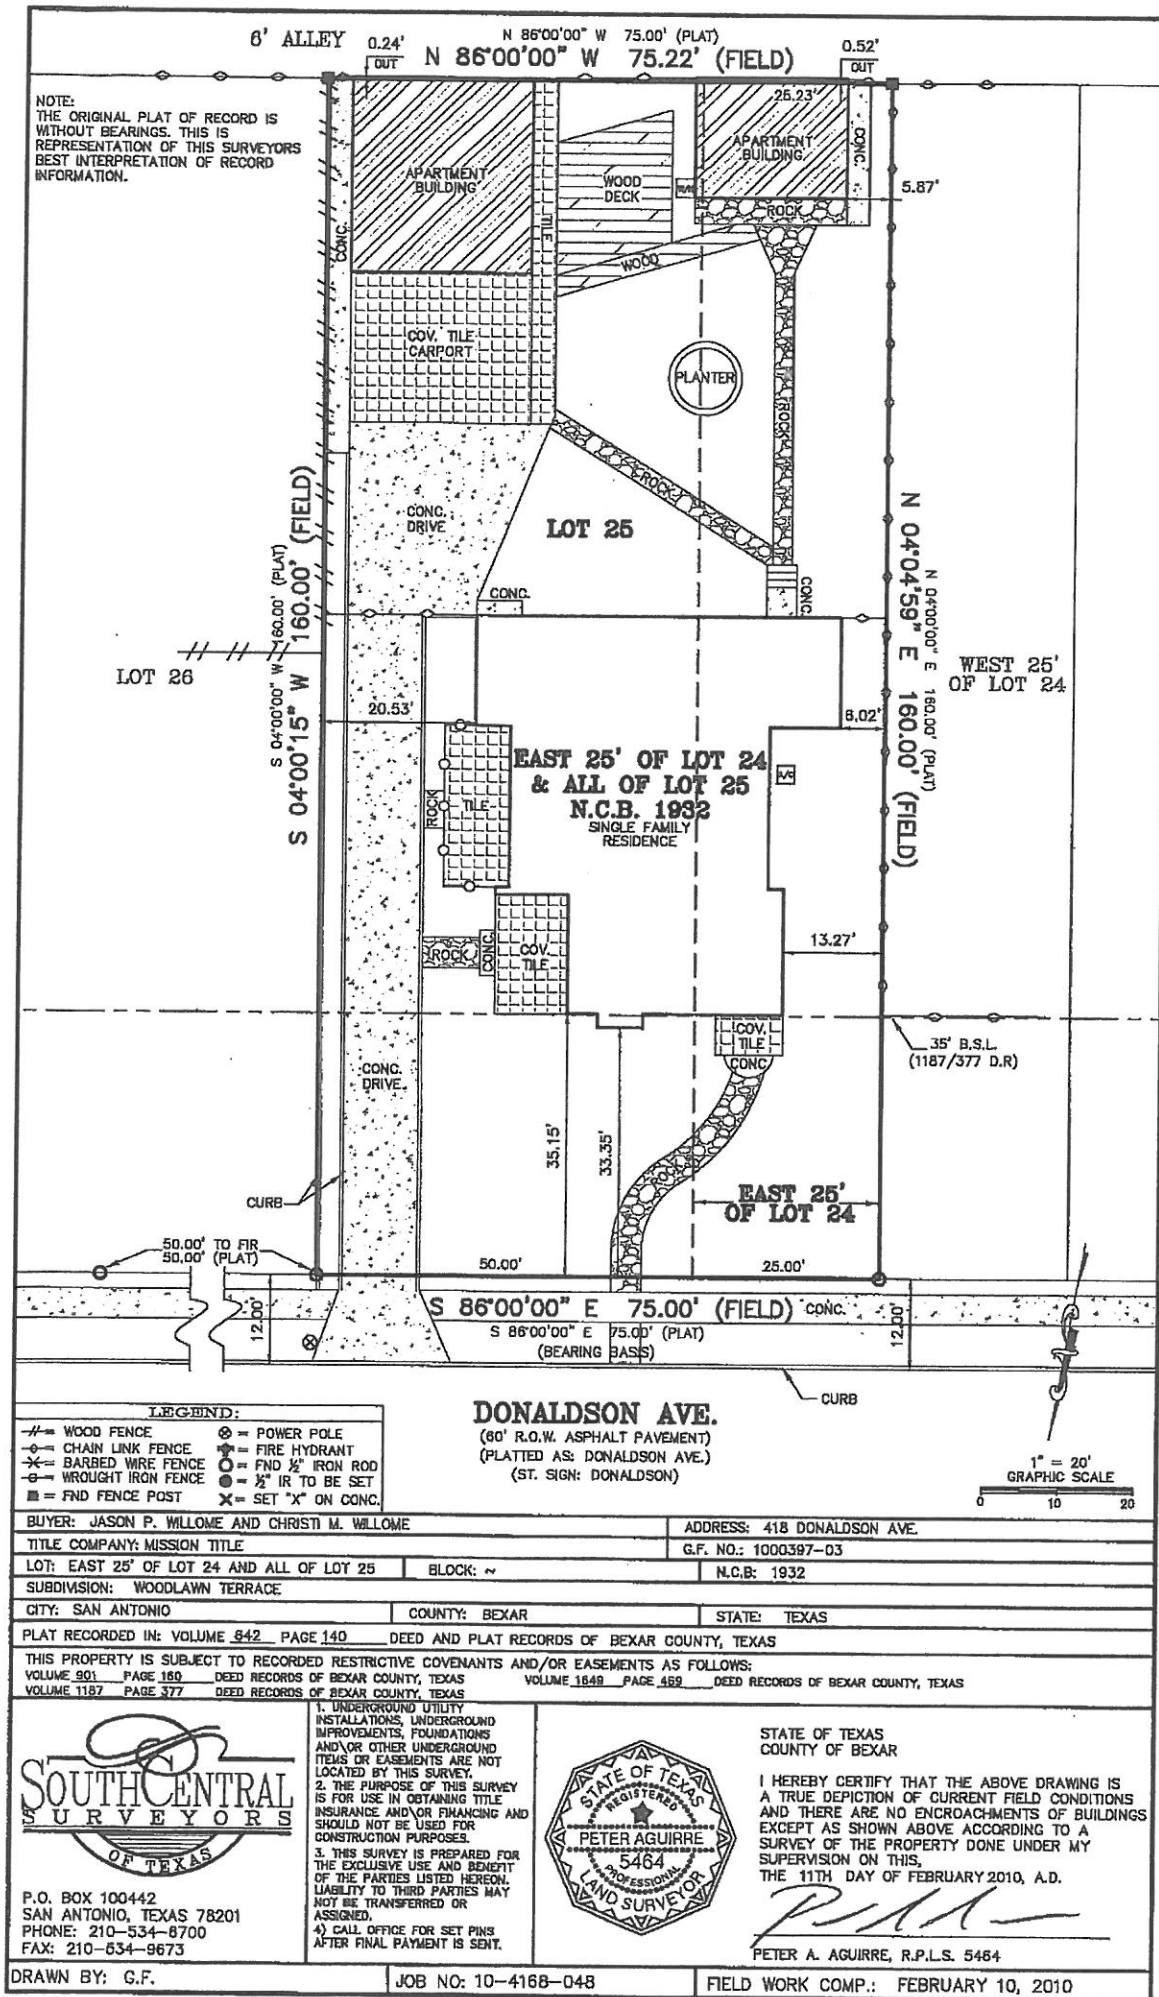 6' ALLEY
0.24'
OUT
N 86°00'00" W 75.00' (PLAT)
N 86°00'00" W 75.22' (FIELD)
0.52'
OUT
NOTE:
THE ORIGINAL PLAT OF RECORD IS
WITHOUT BEARINGS. THIS IS
REPRESENTATION OF THIS SURVEYORS
BEST INTERPRETATION OF RECORD
INFORMATION.
25.23'
APARTMENT
BUILDING
APARTMENT
BUILDING
CONC.
WOOD
DECK
5.87'
ROCK
TILE
CONC.
WOOD
COV. TILE
CARPORT
PLANTER
ROCK
ROCK
CONC.
DRIVE
LOT 25
CONC.
CONC.
S 04°00'00" W 160.00' (PLAT)
S 04°00'15" W 160.00' (FIELD)
N 04°04'59" E 160.00' (FIELD)
N 04°00'00" E 160.00' (PLAT)
LOT 26
WEST 25'
OF LOT 24
20.53'
8.02'
EAST 25' OF LOT 24
& ALL OF LOT 25
N.C.B. 1932
SINGLE FAMILY
RESIDENCE
A/C
ROCK
TILE
13.27'
ROCK
CONC.
COV.
TILE
COV.
TILE
CONC
35' B.S.L.
(1187/377 D.R)
CONC.
DRIVE
35.15'
33.35'
ROCK
CURB
EAST 25'
OF LOT 24
50.00' TO FIR
50.00' (PLAT)
50.00'
25.00'
12.00'
S 86°00'00" E 75.00' (FIELD)
CONC.
12.00'
S 86°00'00" E 75.00' (PLAT)
(BEARING BASIS)
CURB
LEGEND:
= WOOD FENCE
= POWER POLE
= CHAIN LINK FENCE
= FIRE HYDRANT
= BARBED WIRE FENCE
= FND ½" IRON ROD
= WROUGHT IRON FENCE
= ½" IR TO BE SET
= FND FENCE POST
X= SET "X" ON CONC.
DONALDSON AVE.
(60' R.O.W. ASPHALT PAVEMENT)
(PLATTED AS: DONALDSON AVE.)
(ST. SIGN: DONALDSON)
1" = 20'
GRAPHIC SCALE
0 10 20
BUYER: JASON P. WILLOME AND CHRISTI M. WILLOME
ADDRESS: 418 DONALDSON AVE.
TITLE COMPANY: MISSION TITLE
G.F. NO.: 1000397-03
LOT: EAST 25' OF LOT 24 AND ALL OF LOT 25
BLOCK: ~
N.C.B: 1932
SUBDIVISION: WOODLAWN TERRACE
CITY: SAN ANTONIO
COUNTY: BEXAR
STATE: TEXAS
PLAT RECORDED IN: VOLUME 642 PAGE 140 DEED AND PLAT RECORDS OF BEXAR COUNTY, TEXAS
THIS PROPERTY IS SUBJECT TO RECORDED RESTRICTIVE COVENANTS AND/OR EASEMENTS AS FOLLOWS:
VOLUME 901 PAGE 160 DEED RECORDS OF BEXAR COUNTY, TEXAS VOLUME 1649 PAGE 469 DEED RECORDS OF BEXAR COUNTY, TEXAS
VOLUME 1187 PAGE 377 DEED RECORDS OF BEXAR COUNTY, TEXAS
SOUTH CENTRAL
SURVEYORS
OF TEXAS
P.O. BOX 100442
SAN ANTONIO, TEXAS 78201
PHONE: 210-534-8700
FAX: 210-534-9673
1. UNDERGROUND UTILITY
INSTALLATIONS, UNDERGROUND
IMPROVEMENTS, FOUNDATIONS
AND\OR OTHER UNDERGROUND
ITEMS OR EASEMENTS ARE NOT
LOCATED BY THIS SURVEY.
2. THE PURPOSE OF THIS SURVEY
IS FOR USE IN OBTAINING TITLE
INSURANCE AND\OR FINANCING AND
SHOULD NOT BE USED FOR
CONSTRUCTION PURPOSES.
3. THIS SURVEY IS PREPARED FOR
THE EXCLUSIVE USE AND BENEFIT
OF THE PARTIES LISTED HEREON.
LIABILITY TO THIRD PARTIES MAY
NOT BE TRANSFERRED OR
ASSIGNED.
4) CALL OFFICE FOR SET PINS
AFTER FINAL PAYMENT IS SENT.
STATE OF TEXAS
REGISTERED
PETER AGUIRRE
5464
PROFESSIONAL
LAND SURVEYOR
STATE OF TEXAS
COUNTY OF BEXAR
I HEREBY CERTIFY THAT THE ABOVE DRAWING IS
A TRUE DEPICTION OF CURRENT FIELD CONDITIONS
AND THERE ARE NO ENCROACHMENTS OF BUILDINGS
EXCEPT AS SHOWN ABOVE ACCORDING TO A
SURVEY OF THE PROPERTY DONE UNDER MY
SUPERVISION ON THIS,
THE 11TH DAY OF FEBRUARY 2010, A.D.
PETER A. AGUIRRE, R.P.L.S. 5464
DRAWN BY: G.F.
JOB NO: 10-4168-048
FIELD WORK COMP.: FEBRUARY 10, 2010